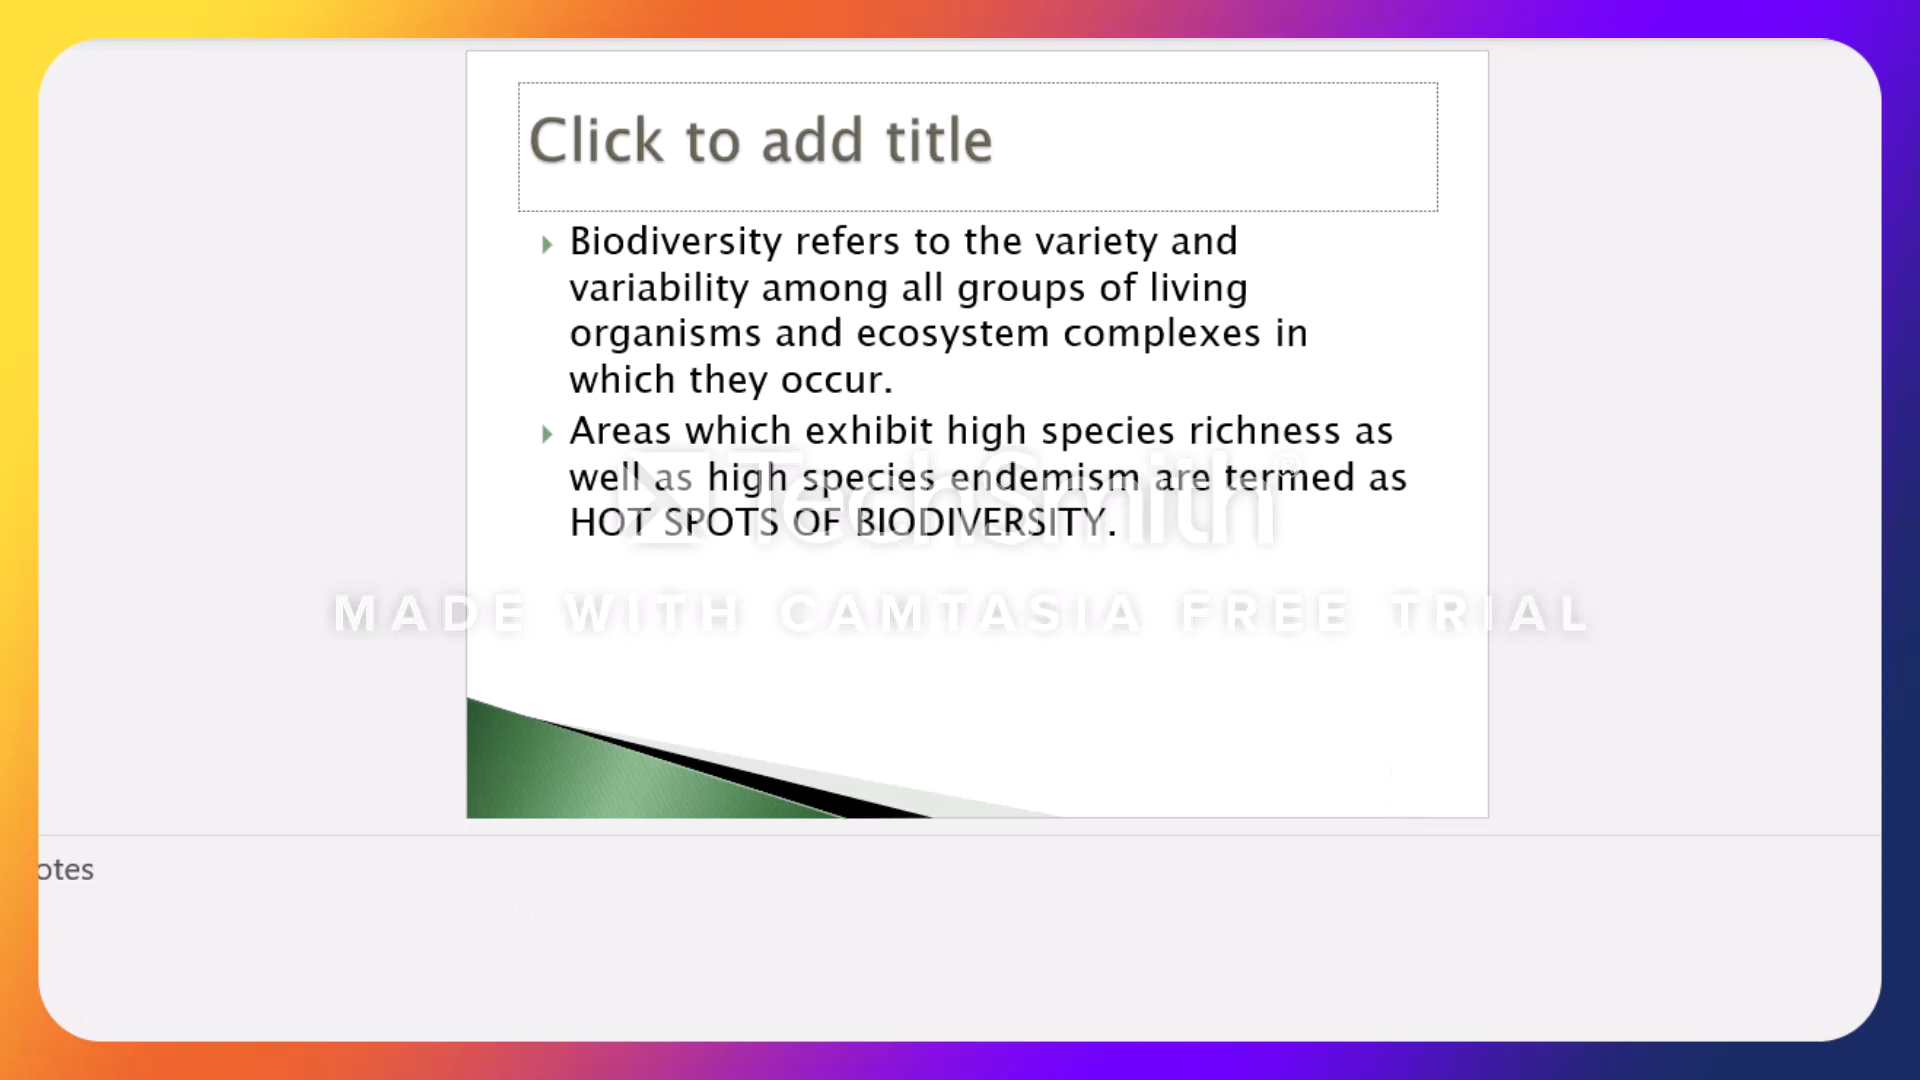 Click to add title
Biodiversity refers to the variety and
variability among all groups of living
organisms and ecosystem complexes in
which they occur.
Areas which exhibit high species richness as
well as high species endemism are termed as
HOT SPOTS OF BIODIVERSITY.
TechSmith®
MADE WITH CAMTASIA FREE TRIAL
otes